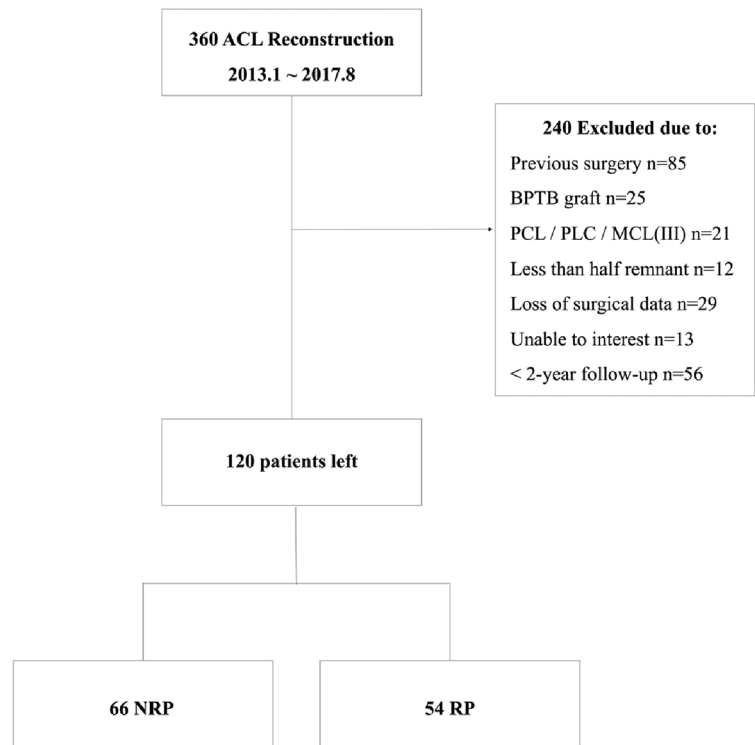 360 ACL Reconstruction
2013.1 ~ 2017.8
240 Excluded due to:
Previous surgery n=85
BPTB graft n=25
PCL / PLC / MCL(III) n=21
Less than half remnant n=12
Loss of surgical data n=29
Unable to interest n=13
< 2-year follow-up n=56
120 patients left
66 NRP
54 RP